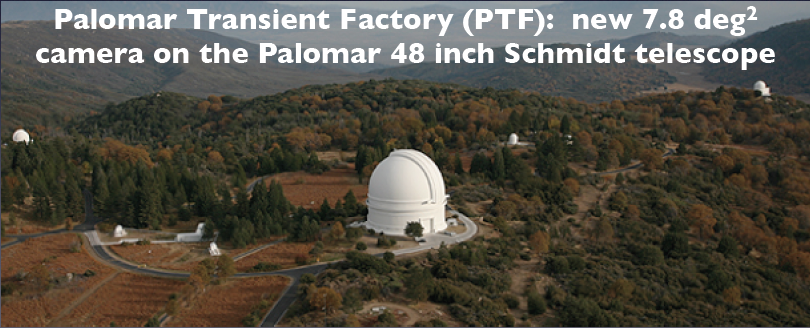 Palomar Transient Factory (PTF):  new 7.8 deg²
camera on the Palomar 48 inch Schmidt telescope